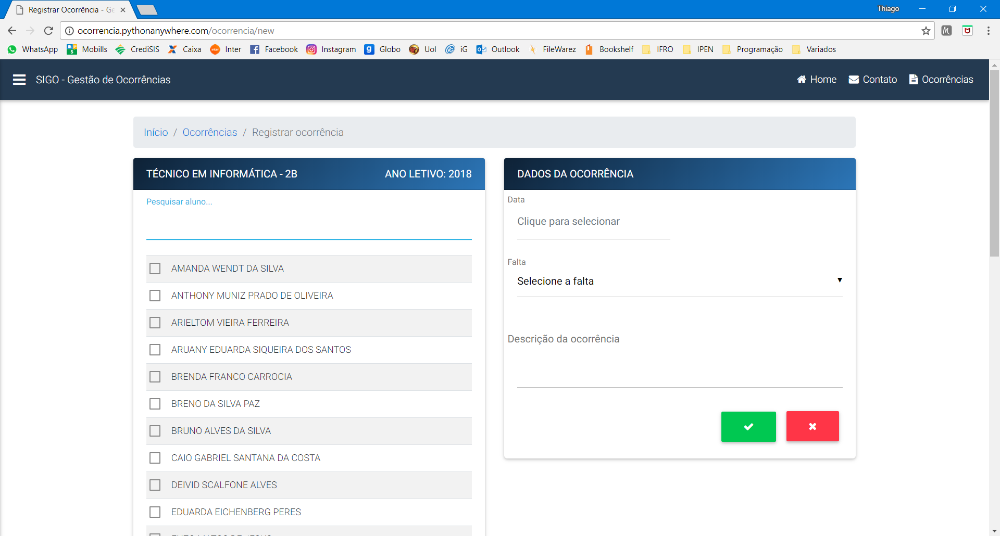 Registrar Ocorrência - Ge
Thiago
ocorrencia.pythonanywhere.com/ocorrencia/new
WhatsApp Mobills CrediSIS Caixa Inter Facebook Instagram Globo Uol iG Outlook FileWarez Bookshelf IFRO IPEN Programação Variados
SIGO - Gestão de Ocorrências Home Contato Ocorrências
Início / Ocorrências / Registrar ocorrência
TÉCNICO EM INFORMÁTICA - 2B ANO LETIVO: 2018
Pesquisar aluno...
AMANDA WENDT DA SILVA
ANTHONY MUNIZ PRADO DE OLIVEIRA
ARIELTOM VIEIRA FERREIRA
ARUANY EDUARDA SIQUEIRA DOS SANTOS
BRENDA FRANCO CARROCIA
BRENO DA SILVA PAZ
BRUNO ALVES DA SILVA
CAIO GABRIEL SANTANA DA COSTA
DEIVID SCALFONE ALVES
EDUARDA EICHENBERG PERES
DADOS DA OCORRÊNCIA
Data
Clique para selecionar
Falta
Selecione a falta
Descrição da ocorrência